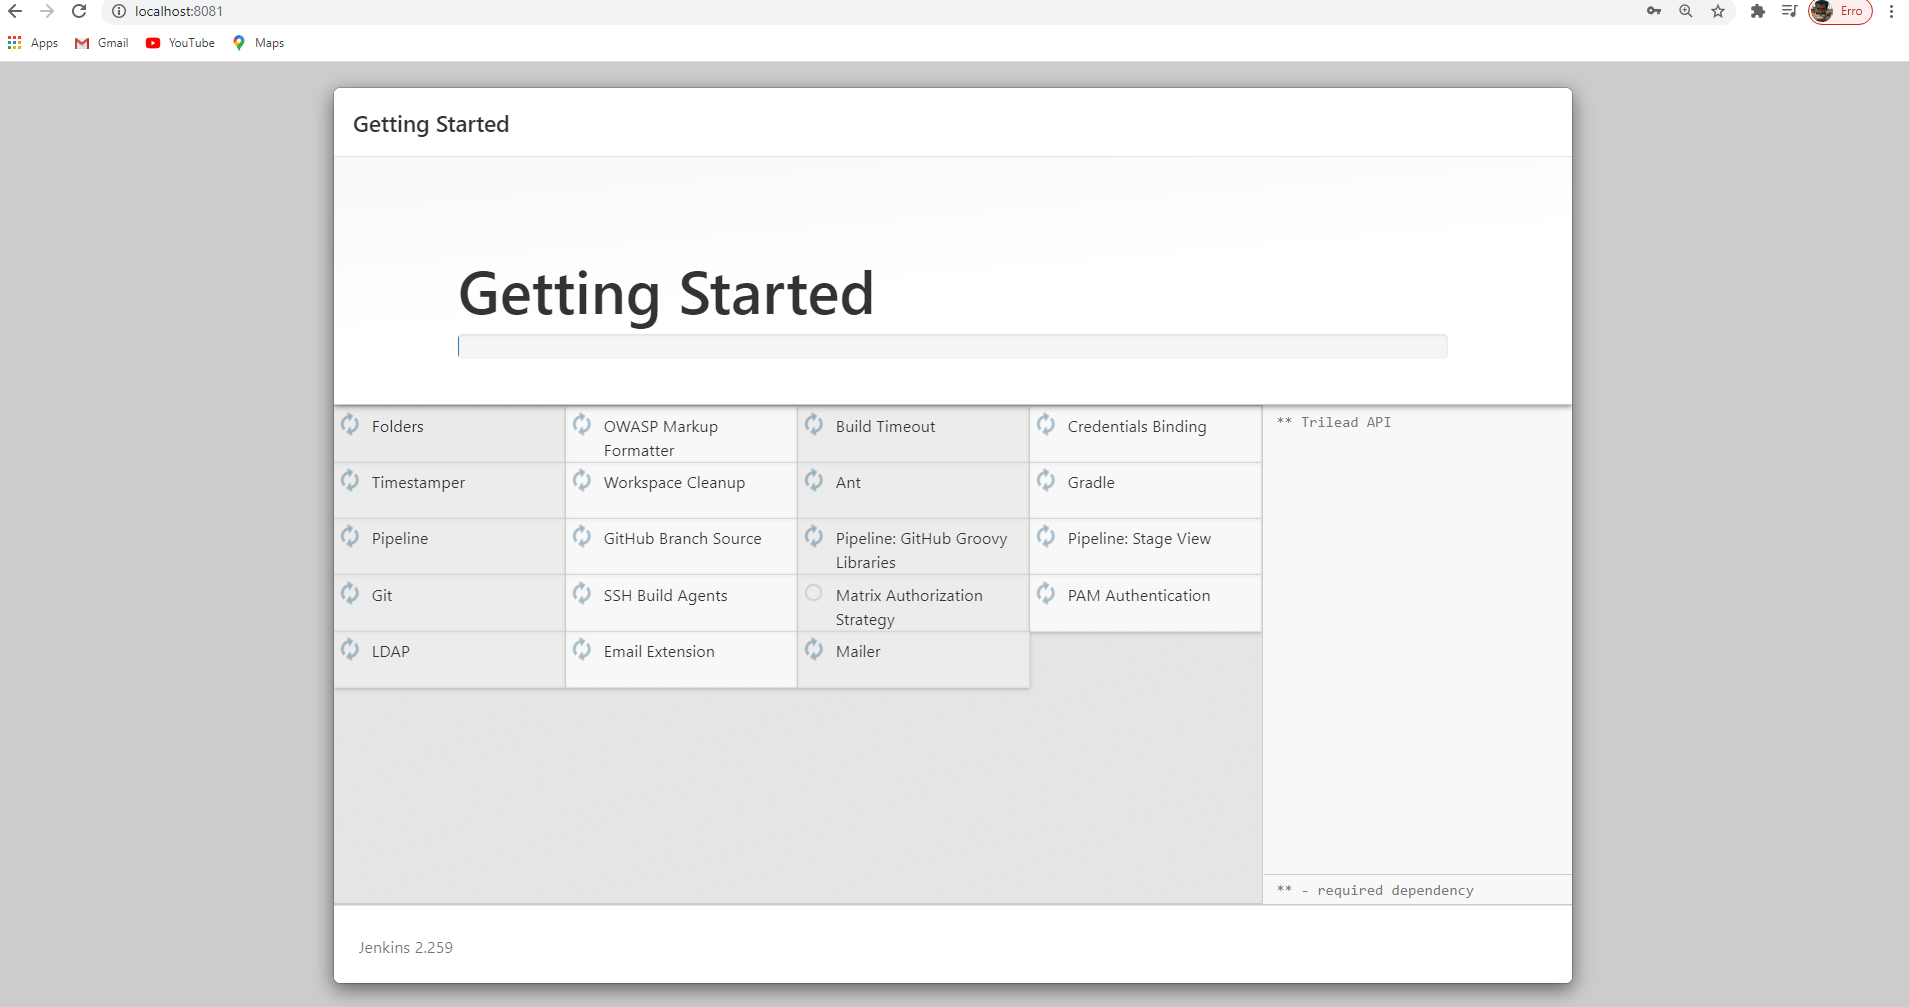 localhost:8081
Erro
Apps
Gmail
YouTube
Maps
Getting Started
Getting Started
Folders
OWASP Markup
Formatter
Build Timeout
Credentials Binding
Timestamper
Workspace Cleanup
Ant
Gradle
Pipeline
GitHub Branch Source
Pipeline: GitHub Groovy
Libraries
Pipeline: Stage View
Git
SSH Build Agents
Matrix Authorization
Strategy
PAM Authentication
LDAP
Email Extension
Mailer
** Trilead API
** - required dependency
Jenkins 2.259